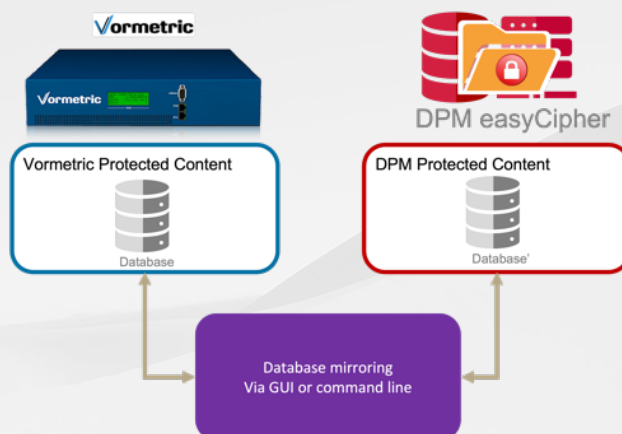 Vormetric
Vormetric
DPM easyCipher
Vormetric Protected Content
Database
DPM Protected Content
Database'
Database mirroring
Via GUI or command line